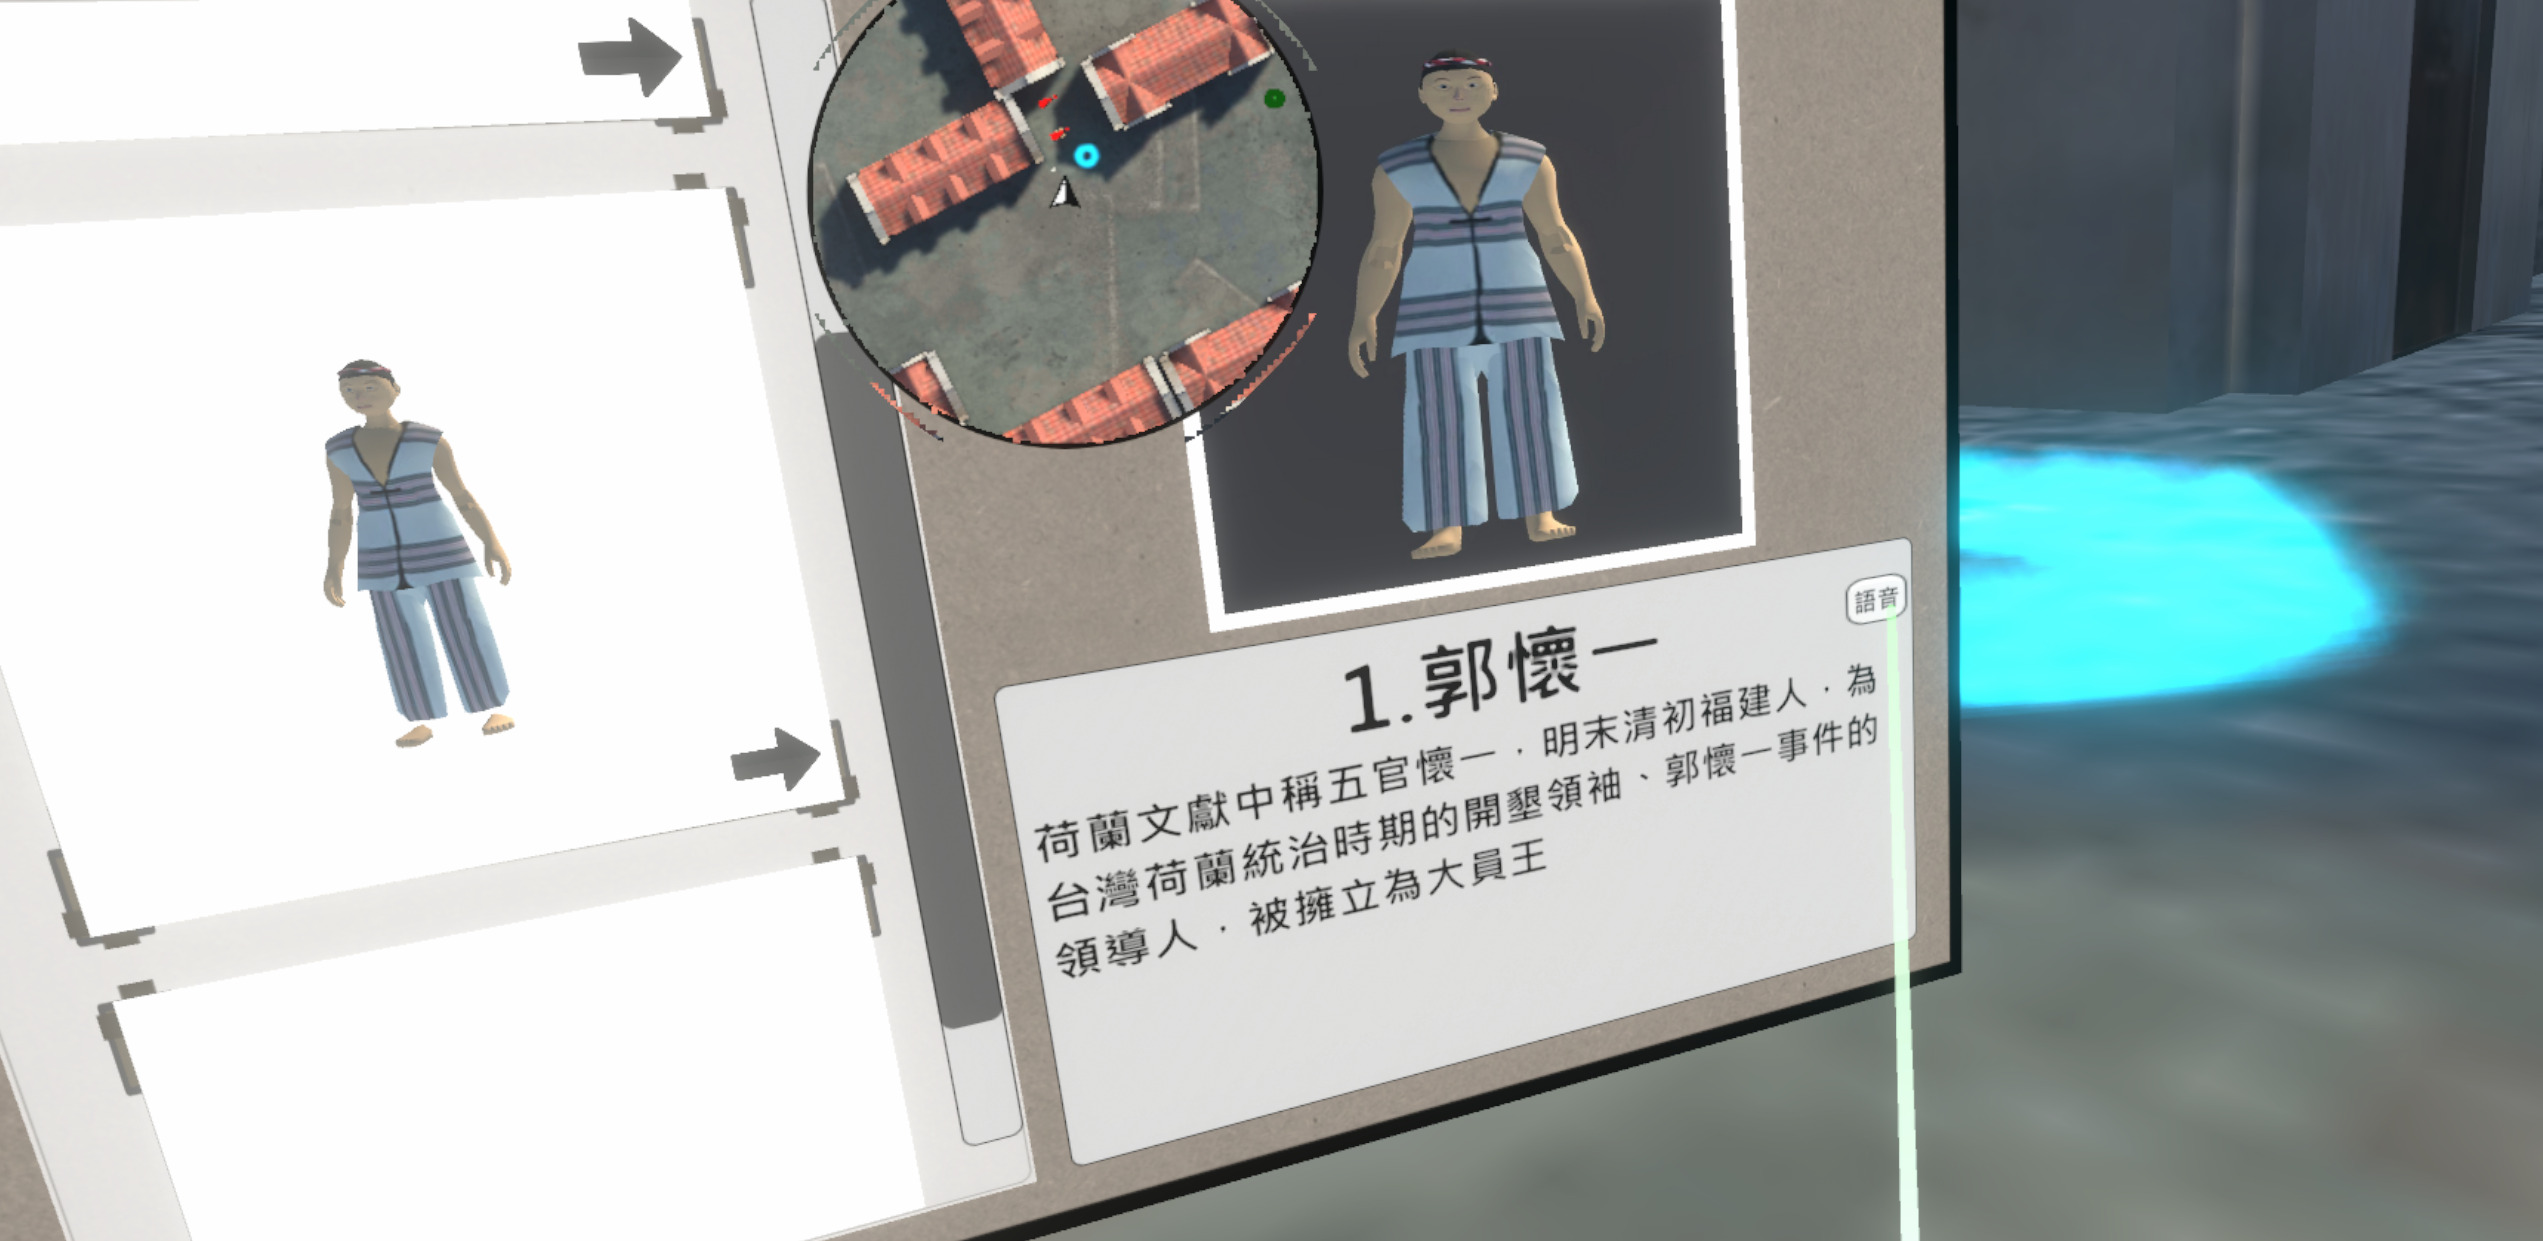 語音
1.郭懷一
荷蘭文獻中稱五官懷一，明末清初福建人，為
台灣荷蘭統治時期的開墾領袖、郭懷一事件的
領導人，被擁立為大員王